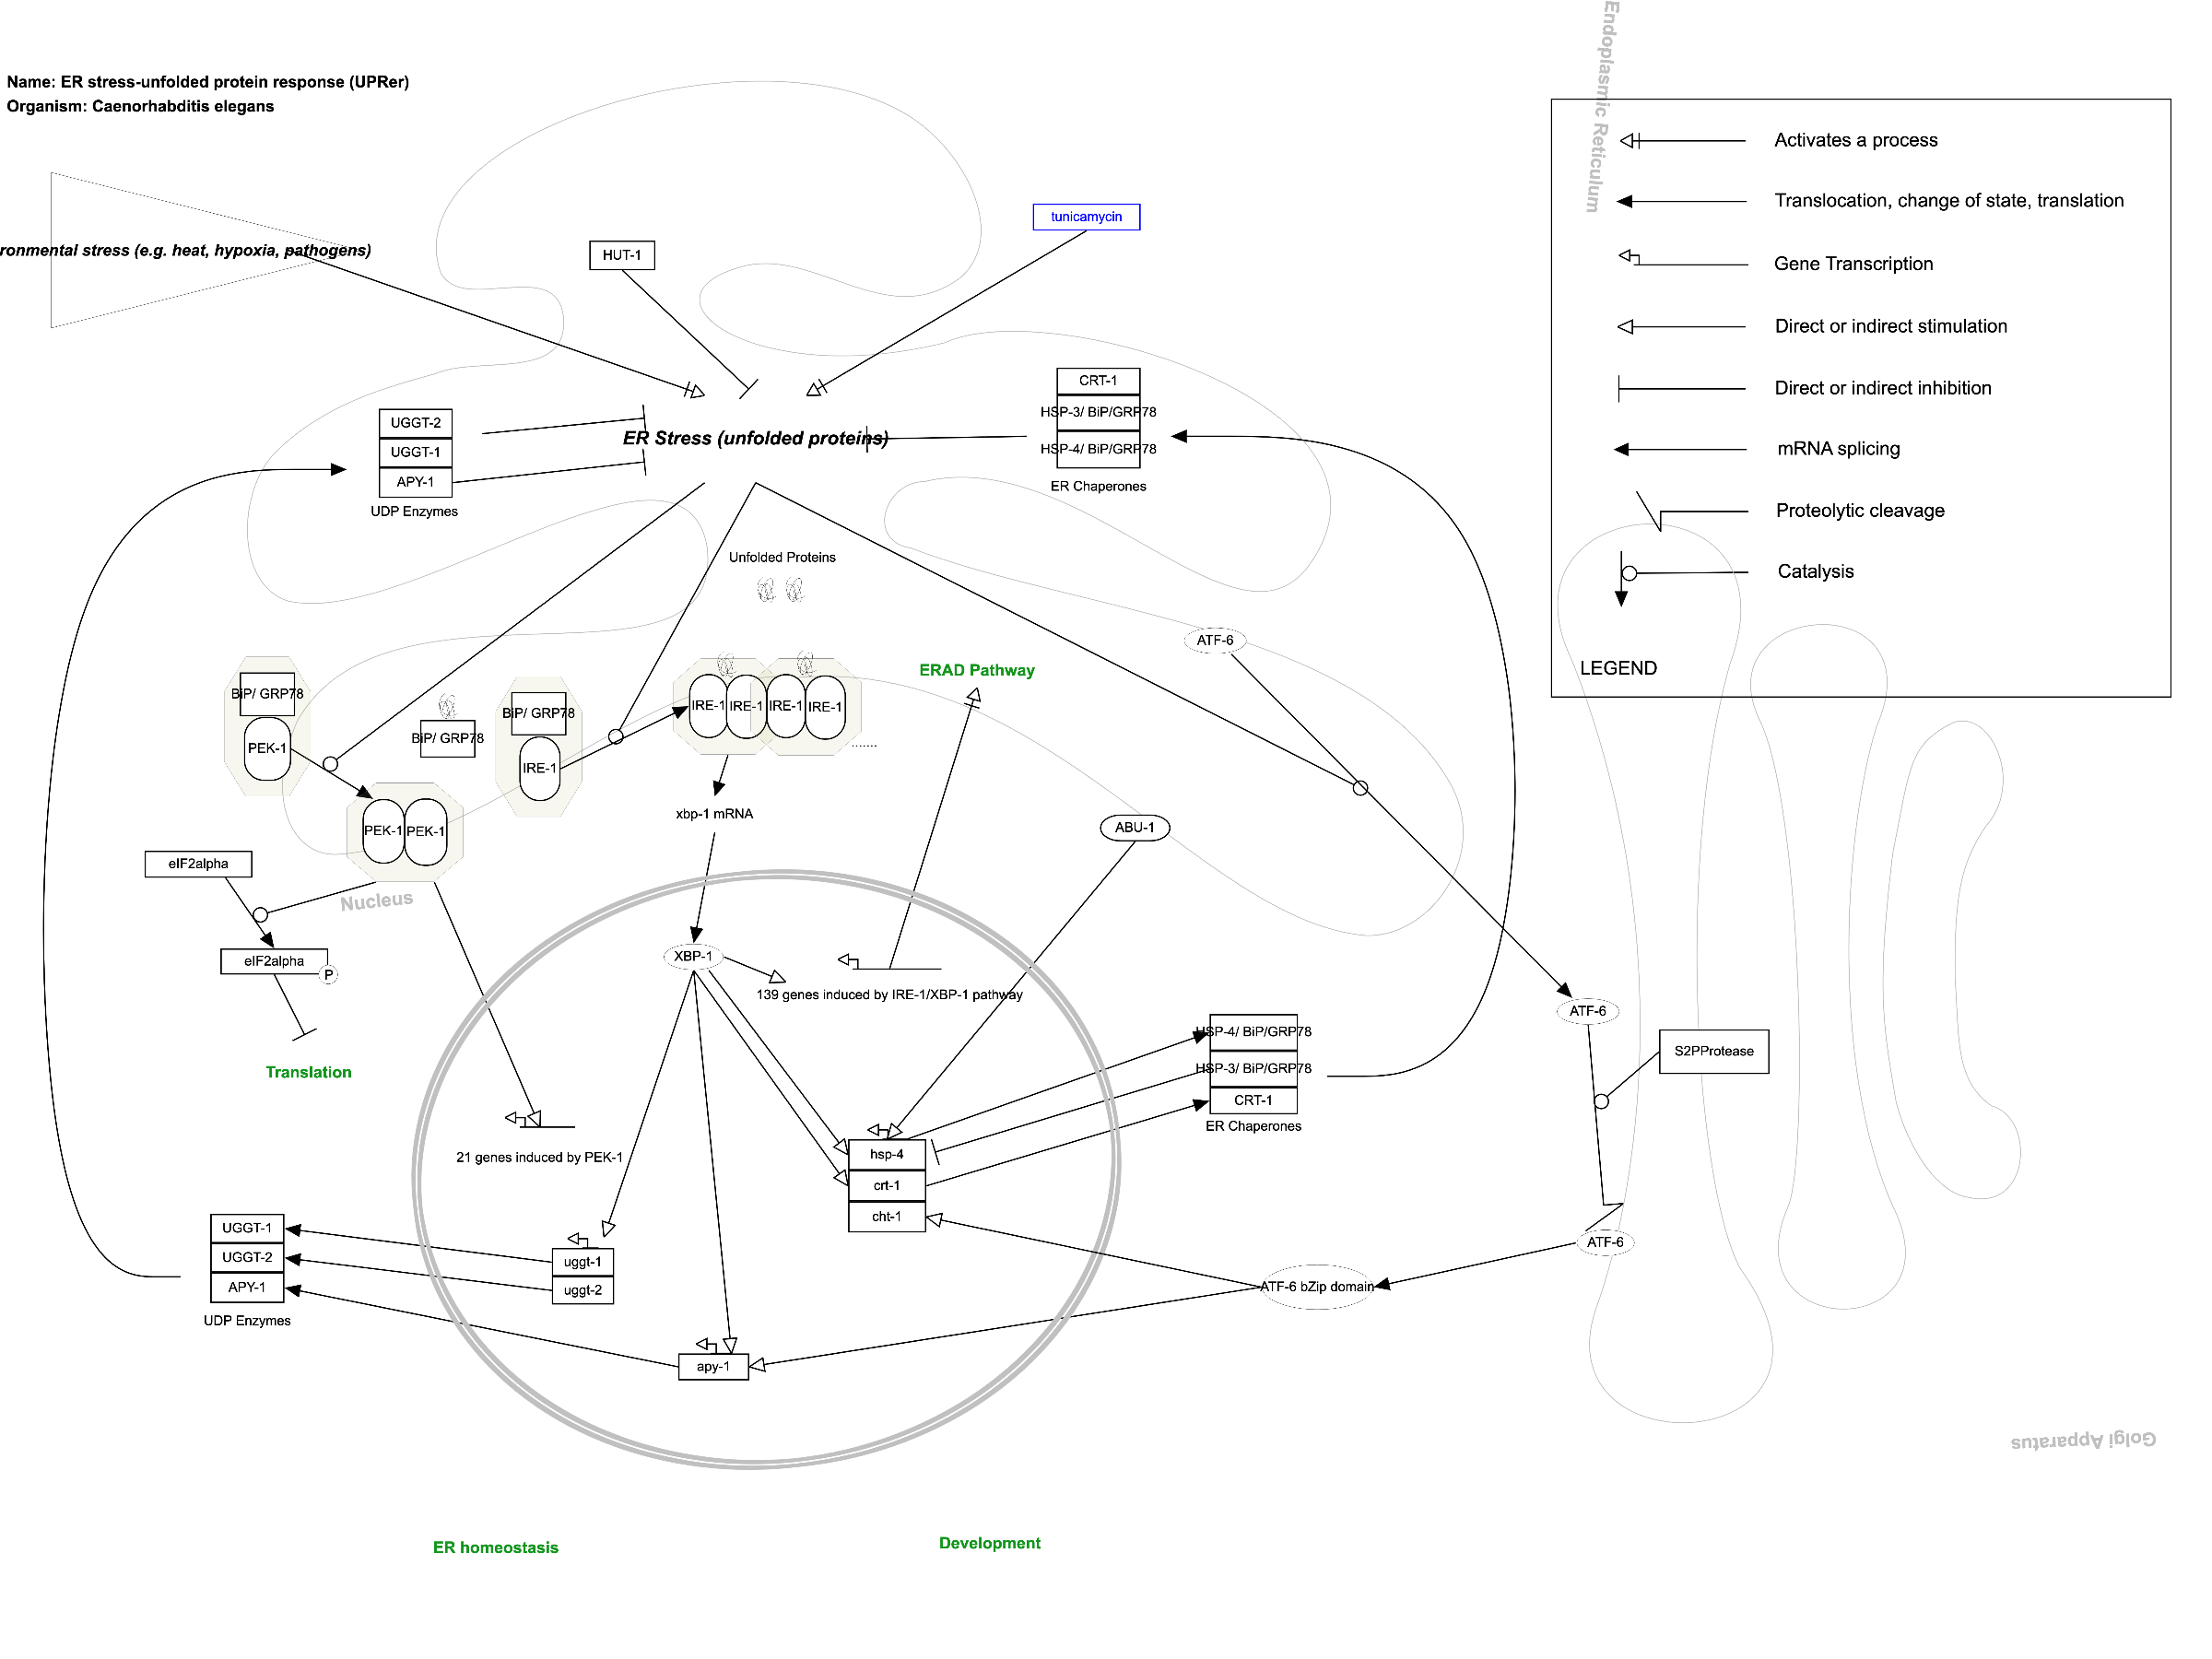 Name: ER stress-unfolded protein response (UPRer)
Organism: Caenorhabditis elegans
ronmental stress (e.g. heat, hypoxia, pathogens)
HUT-1
tunicamycin
Endoplasmic Reticulum
Activates a process
Translocation, change of state, translation
Gene Transcription
Direct or indirect stimulation
Direct or indirect inhibition
mRNA splicing
Proteolytic cleavage
Catalysis
LEGEND
UGGT-2
UGGT-1
APY-1
UDP Enzymes
ER Stress (unfolded proteins)
CRT-1
HSP-3/ BiP/GRP78
HSP-4/ BiP/GRP78
ER Chaperones
Unfolded Proteins
ATF-6
ERAD Pathway
BiP/ GRP78
PEK-1
BiP/ GRP78
BiP/ GRP78
IRE-1
IRE-1
IRE-1
IRE-1
IRE-1
.......
PEK-1
PEK-1
xbp-1 mRNA
ABU-1
eIF2alpha
Nucleus
eIF2alpha
P
XBP-1
139 genes induced by IRE-1/XBP-1 pathway
Translation
21 genes induced by PEK-1
HSP-4/ BiP/GRP78
HSP-3/ BiP/GRP78
CRT-1
ER Chaperones
ATF-6
S2PProtease
hsp-4
crt-1
cht-1
UGGT-1
UGGT-2
APY-1
UDP Enzymes
uggt-1
uggt-2
apy-1
ATF-6
ATF-6 bZip domain
Golgi Apparatus
ER homeostasis
Development